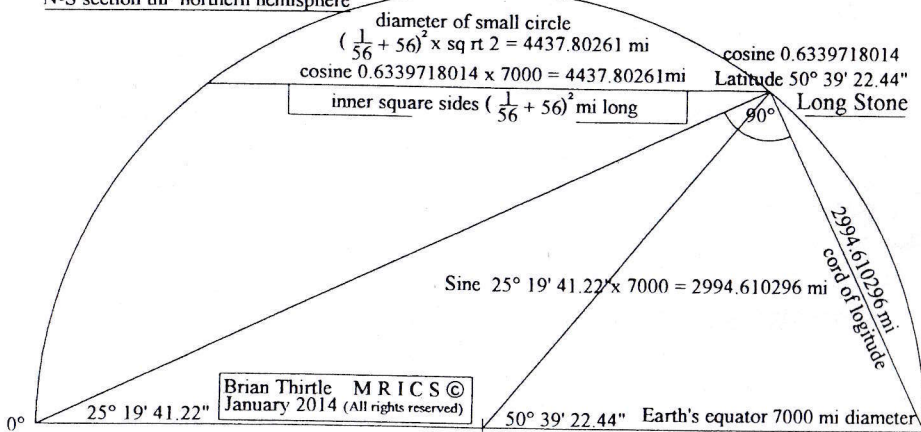 N-S section thr' northern hemisphere
diameter of small circle
( 1/56 + 56)² x sq rt 2 = 4437.80261 mi
cosine 0.6339718014
cosine 0.6339718014 x 7000 = 4437.80261mi
Latitude 50° 39' 22.44"
inner square sides ( 1/56 + 56)² mi long
Long Stone
90°
2994.610296 mi
cord of logitude
Sine 25° 19' 41.22" x 7000 = 2994.610296 mi
Brian Thirtle M R I C S ©
January 2014 (All rights reserved)
0°
25° 19' 41.22"
50° 39' 22.44"
Earth's equator 7000 mi diameter